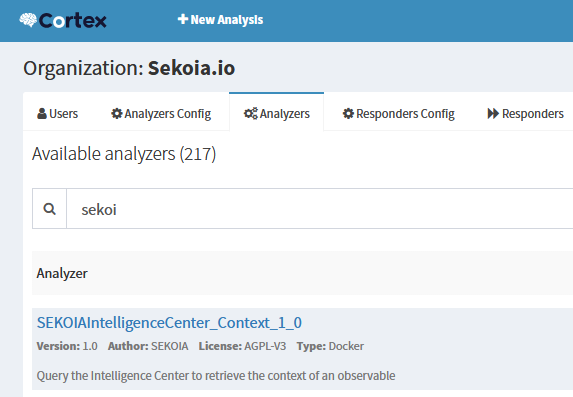 Cortex
New Analysis
Organization: Sekoia.io
Users Analyzers Config Analyzers Responders Config Responders
Available analyzers (217)
sekoi
Analyzer
SEKOIAIntelligenceCenter_Context_1_0
Version: 1.0 Author: SEKOIA License: AGPL-V3 Type: Docker
Query the Intelligence Center to retrieve the context of an observable